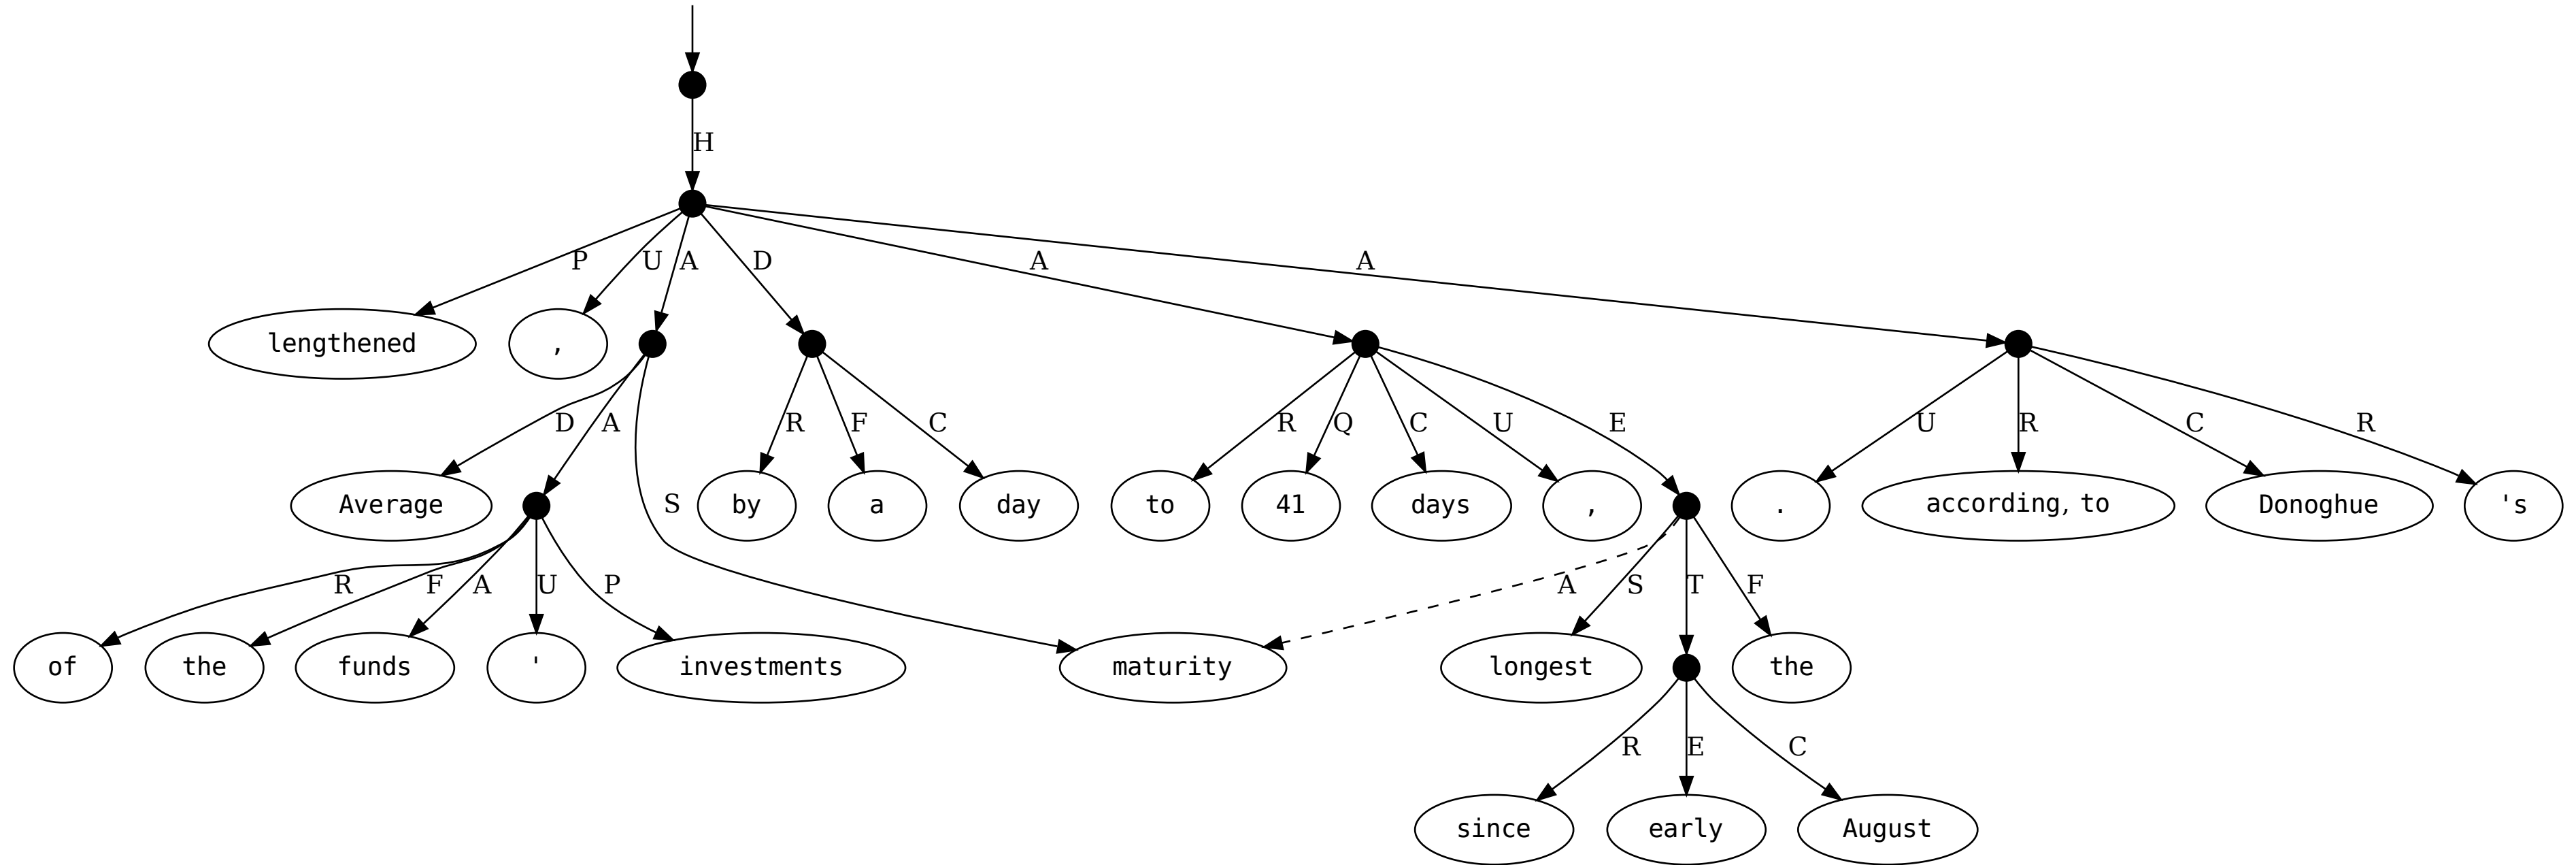 H
P U A D A A
lengthened ,
D A S R F C R Q C U E U R C R
Average by a day to 41 days , . according, to Donoghue 's
R F A U P A S T F
of the funds ' investments maturity longest the
R E C
since early August